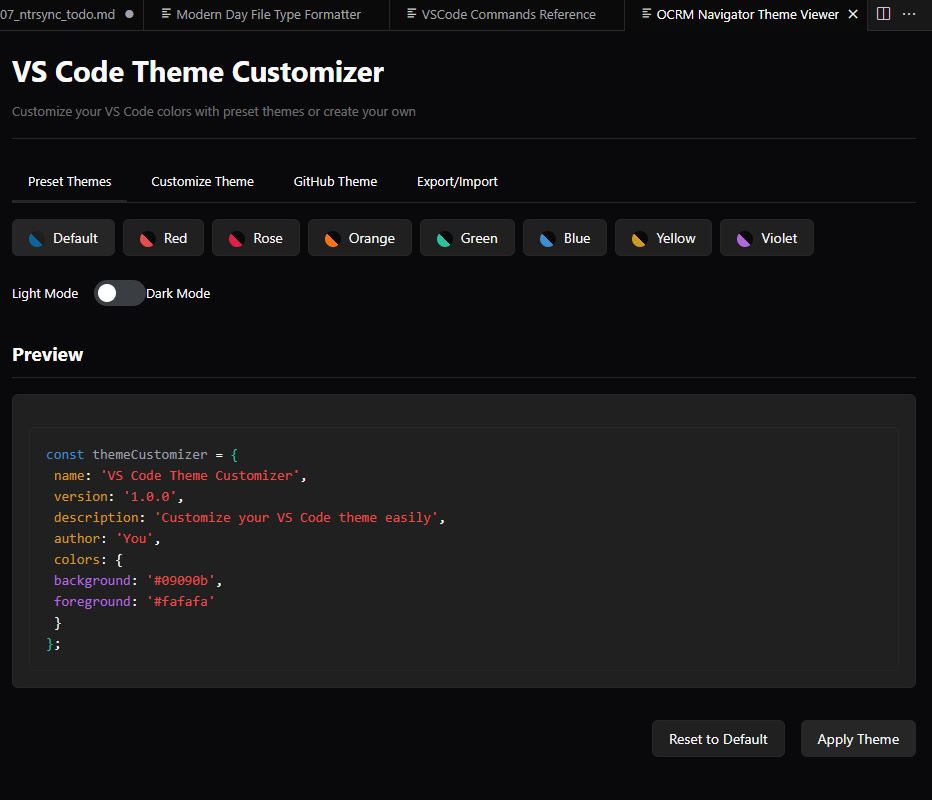 07_ntrsync_todo.md
Modern Day File Type Formatter
VSCode Commands Reference
OCRM Navigator Theme Viewer
VS Code Theme Customizer
Customize your VS Code colors with preset themes or create your own
Preset Themes
Customize Theme
GitHub Theme
Export/Import
Default
Red
Rose
Orange
Green
Blue
Yellow
Violet
Light Mode
Dark Mode
Preview
const themeCustomizer = {
name: 'VS Code Theme Customizer',
version: '1.0.0',
description: 'Customize your VS Code theme easily',
author: 'You',
colors: {
background: '#09090b',
foreground: '#fafafa'
}
};
Reset to Default
Apply Theme